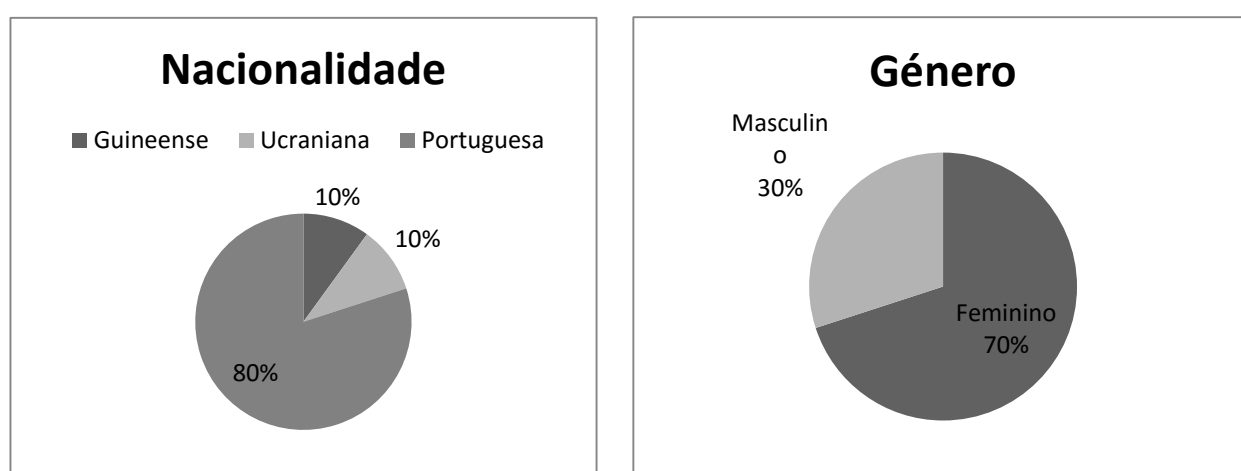 Nacionalidade
Guineense Ucraniana Portuguesa
10%
10%
80%
Género
Masculin
o
30%
Feminino
70%